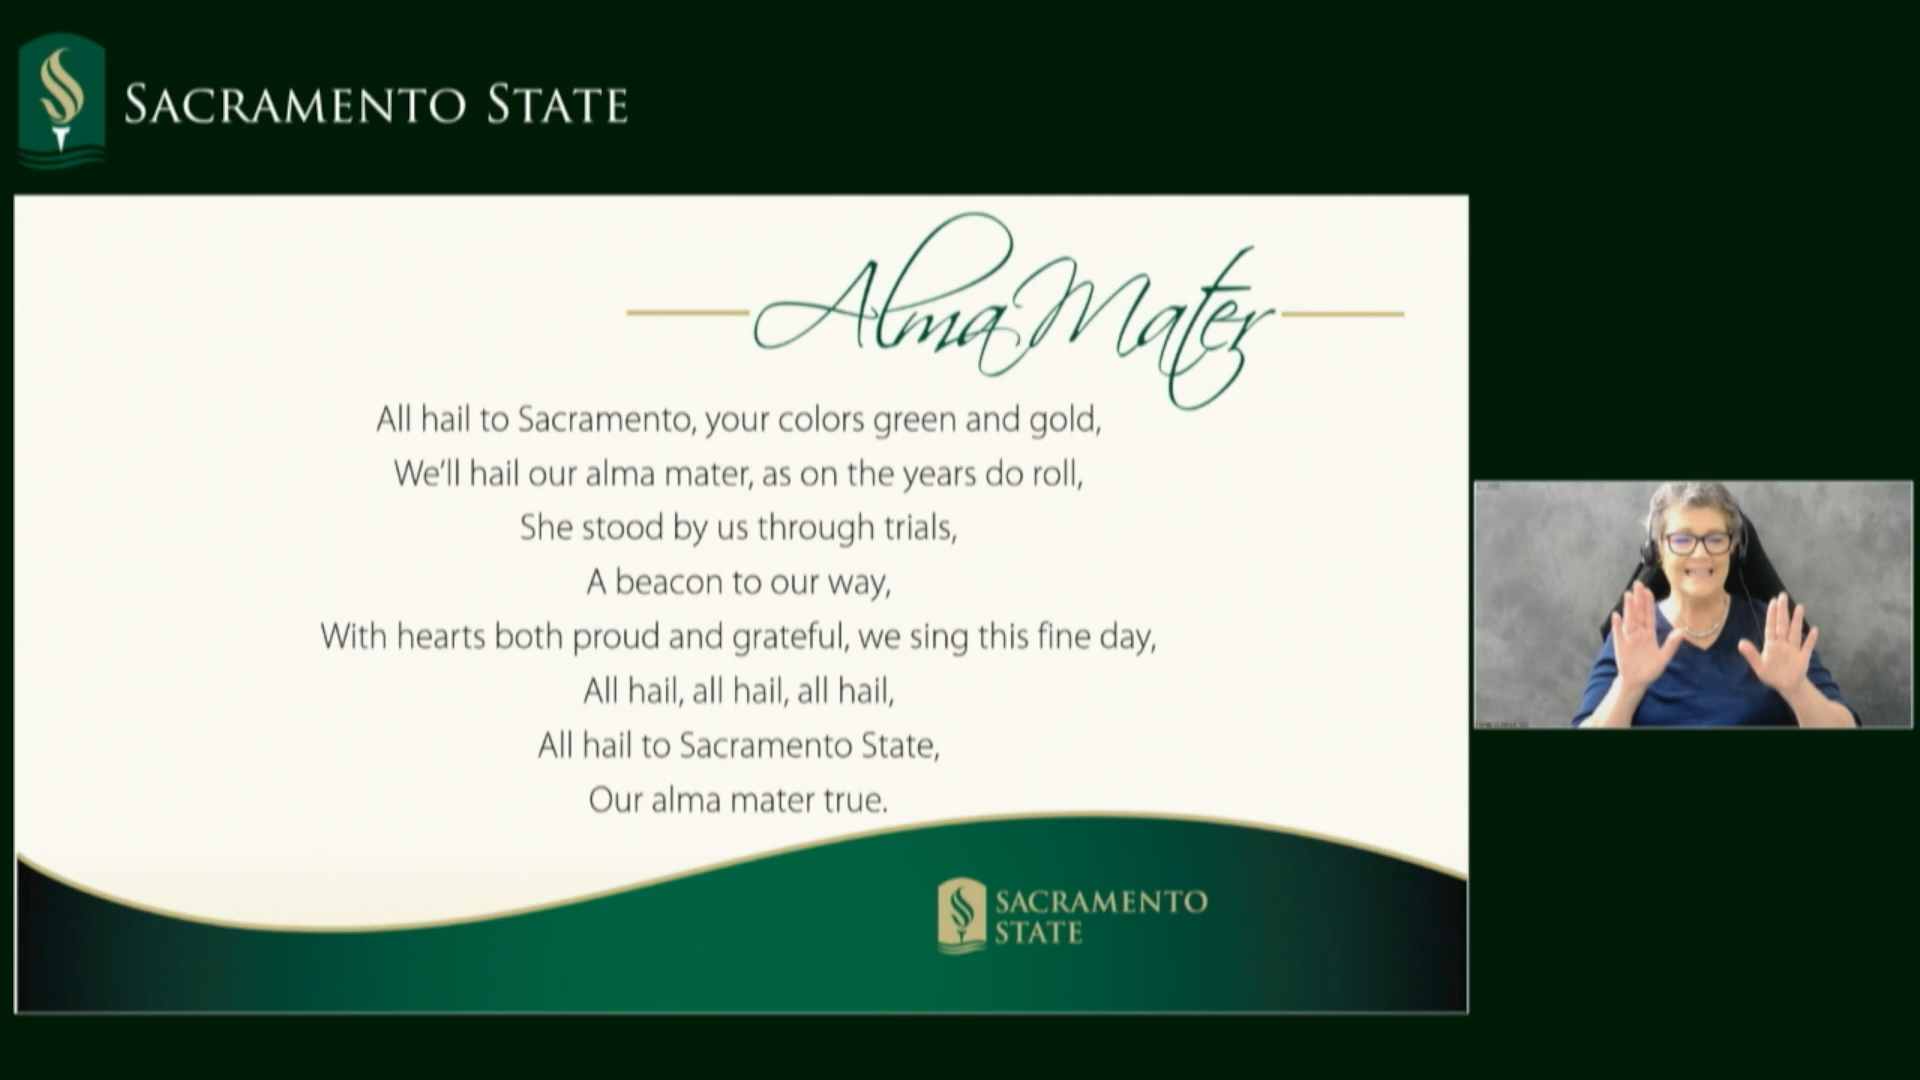 SACRAMENTO STATE
Alma Mater
All hail to Sacramento, your colors green and gold,
We'll hail our alma mater, as on the years do roll,
She stood by us through trials,
A beacon to our way,
With hearts both proud and grateful, we sing this fine day,
All hail, all hail, all hail,
All hail to Sacramento State,
Our alma mater true.
SACRAMENTO
STATE